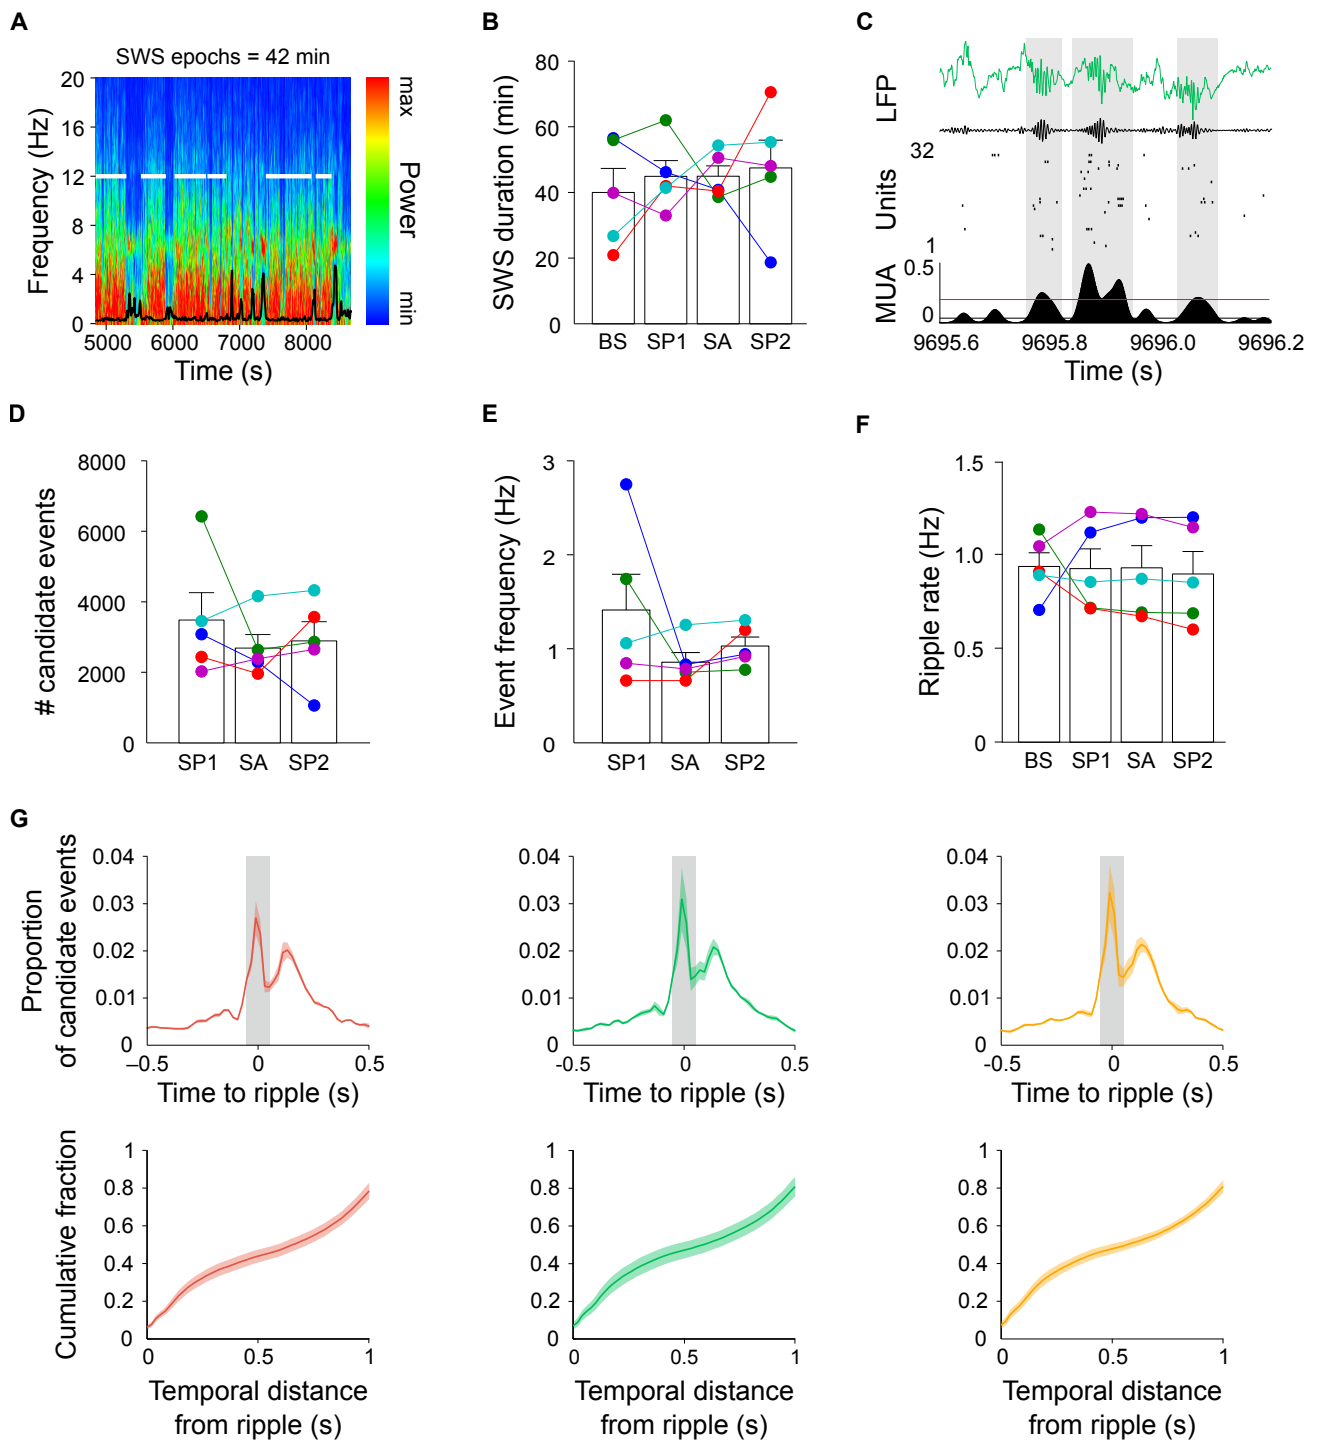 A
SWS epochs = 42 min
Frequency (Hz)
20
16
12
8
4
0
5000 6000 7000 8000
Time (s)
max
Power
min
B
SWS duration (min)
80
60
40
20
0
BS SP1 SA SP2
C
LFP
32
Units
1
MUA
0.5
0
9695.6 9695.8 9696.0 9696.2
Time (s)
D
# candidate events
8000
6000
4000
2000
0
SP1 SA SP2
E
Event frequency (Hz)
3
2
1
0
SP1 SA SP2
F
Ripple rate (Hz)
1.5
1.0
0.5
0
BS SP1 SA SP2
G
Proportion
of candidate events
0.04
0.03
0.02
0.01
0
–0.5 0 0.5
Time to ripple (s)
0.04
0.03
0.02
0.01
0
-0.5 0 0.5
Time to ripple (s)
0.04
0.03
0.02
0.01
0
-0.5 0 0.5
Time to ripple (s)
Cumulative fraction
1
0.8
0.6
0.4
0.2
0
0 0.5 1
Temporal distance
from ripple (s)
1
0.8
0.6
0.4
0.2
0
0 0.5 1
Temporal distance
from ripple (s)
1
0.8
0.6
0.4
0.2
0
0 0.5 1
Temporal distance
from ripple (s)